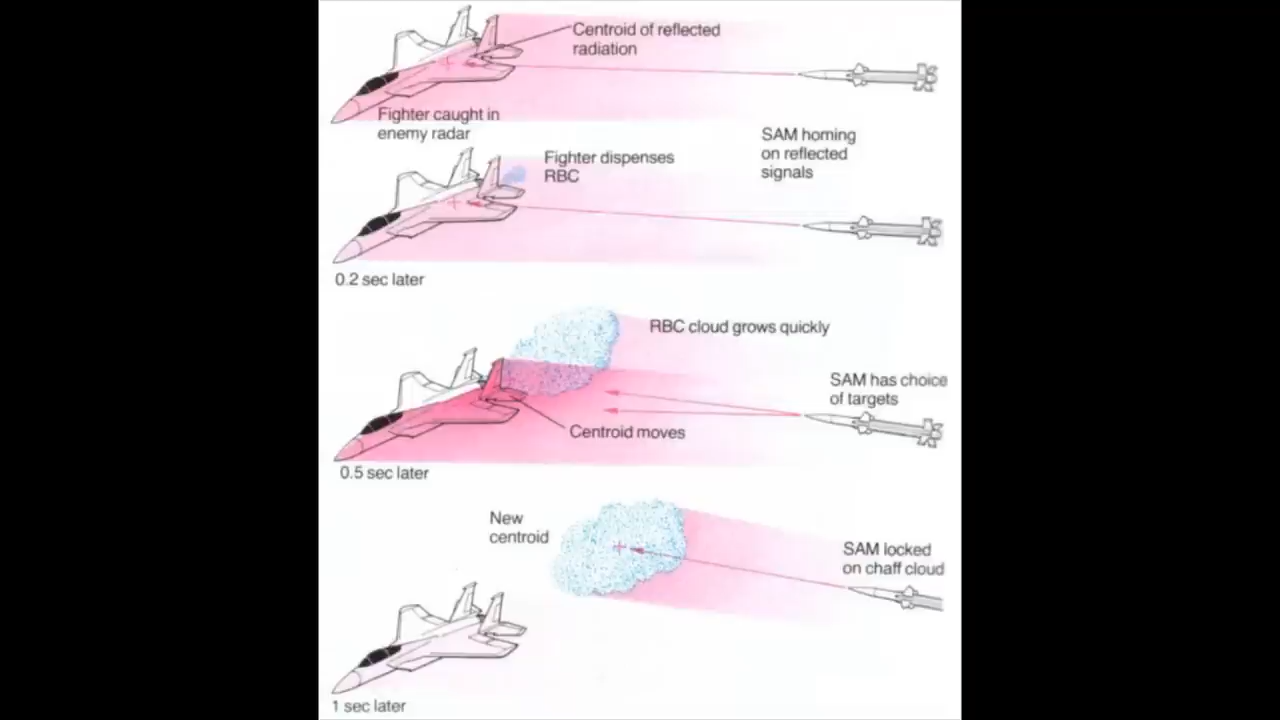 Centroid of reflected
radiation
Fighter caught in
enemy radar
SAM homing
on reflected
signals
Fighter dispenses
RBC
0.2 sec later
RBC cloud grows quickly
SAM has choice
of targets
Centroid moves
0.5 sec later
New
centroid
SAM locked
on chaff cloud
1 sec later